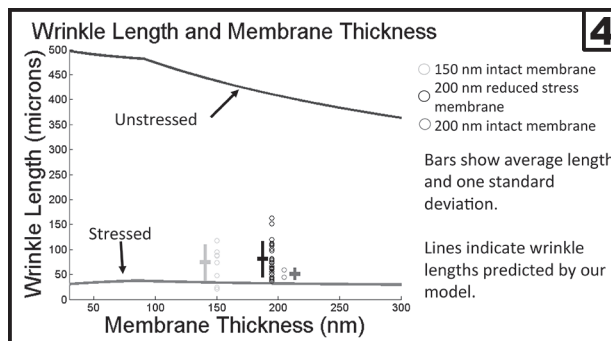 Wrinkle Length and Membrane Thickness
4
500
450
400
350
300
250
200
150
100
50
0
Wrinkle Length (microns)
Unstressed
Stressed
50
100
150
200
250
300
Membrane Thickness (nm)
150 nm intact membrane
200 nm reduced stress
membrane
200 nm intact membrane
Bars show average length
and one standard
deviation.
Lines indicate wrinkle
lengths predicted by our
model.